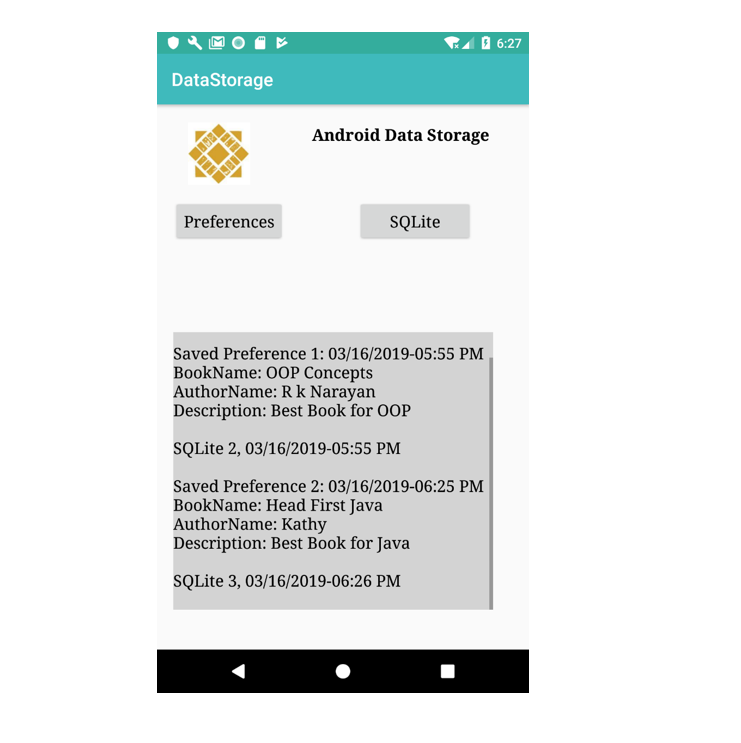 6:27
DataStorage
Android Data Storage
Preferences
SQLite
Saved Preference 1: 03/16/2019-05:55 PM
BookName: OOP Concepts
AuthorName: R k Narayan
Description: Best Book for OOP
SQLite 2, 03/16/2019-05:55 PM
Saved Preference 2: 03/16/2019-06:25 PM
BookName: Head First Java
AuthorName: Kathy
Description: Best Book for Java
SQLite 3, 03/16/2019-06:26 PM